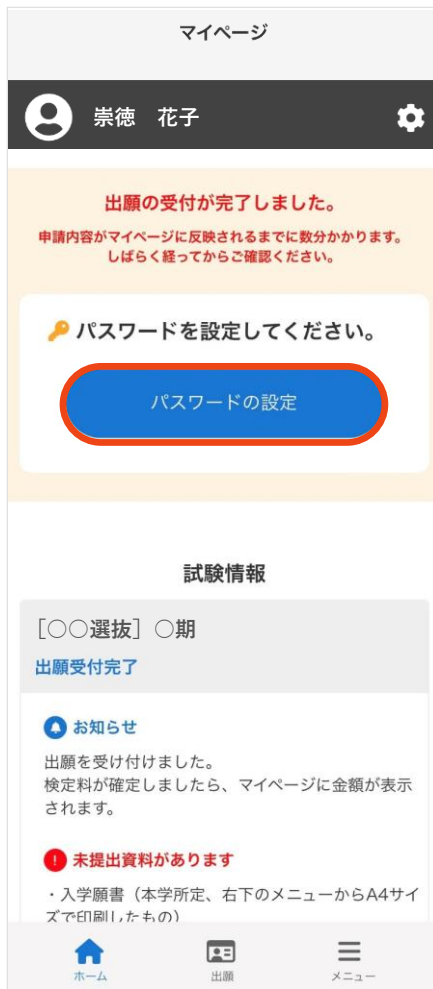 マイページ
崇徳　花子
出願の受付が完了しました。
申請内容がマイページに反映されるまでに数分かかります。
しばらく経ってからご確認ください。
パスワードを設定してください。
パスワードの設定
試験情報
［○○選抜］○期
出願受付完了
お知らせ
出願を受け付けました。
検定料が確定しましたら、マイページに金額が表示
されます。
未提出資料があります
・入学願書（本学所定、右下のメニューからA4サイ
ズで印刷したもの）
ホーム
出願
メニュー